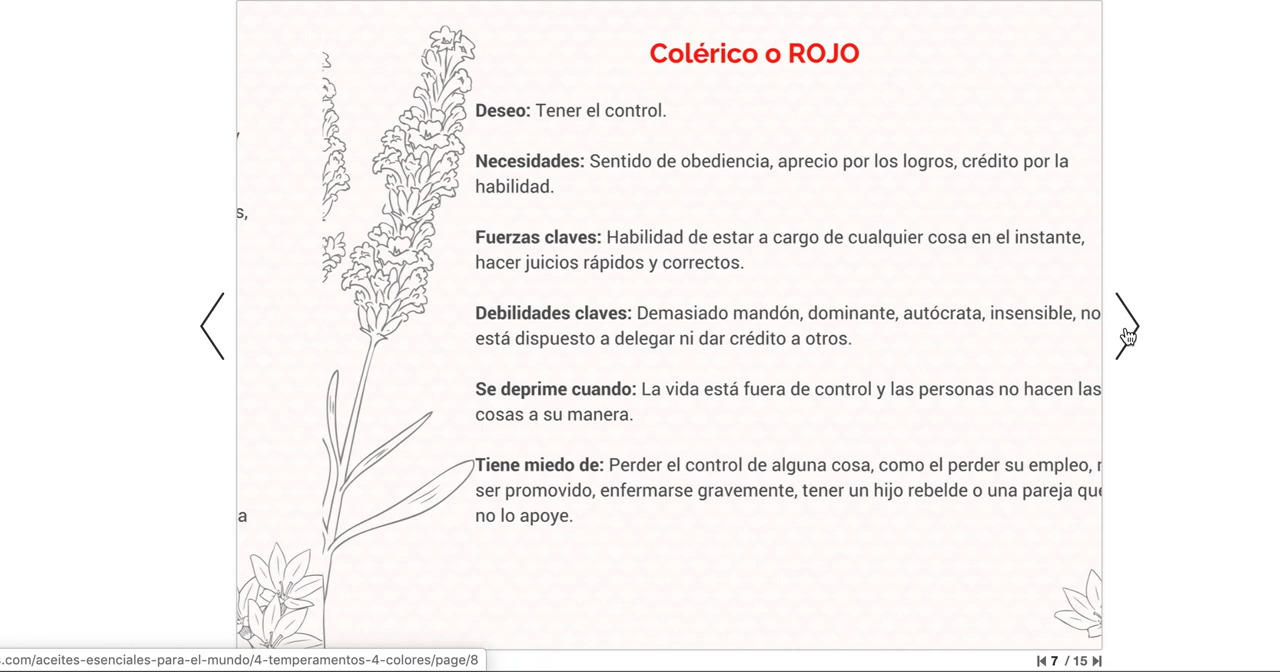 Colérico o ROJO
Deseo: Tener el control.
Necesidades: Sentido de obediencia, aprecio por los logros, crédito por la
habilidad.
s,
Fuerzas claves: Habilidad de estar a cargo de cualquier cosa en el instante,
hacer juicios rápidos y correctos.
Debilidades claves: Demasiado mandón, dominante, autócrata, insensible, no
está dispuesto a delegar ni dar crédito a otros.
Se deprime cuando: La vida está fuera de control y las personas no hacen las
cosas a su manera.
Tiene miedo de: Perder el control de alguna cosa, como el perder su empleo,
ser promovido, enfermarse gravemente, tener un hijo rebelde o una pareja que
no lo apoye.
a
s.com/aceites-esenciales-para-el-mundo/4-temperamentos-4-colores/page/8
7 / 15